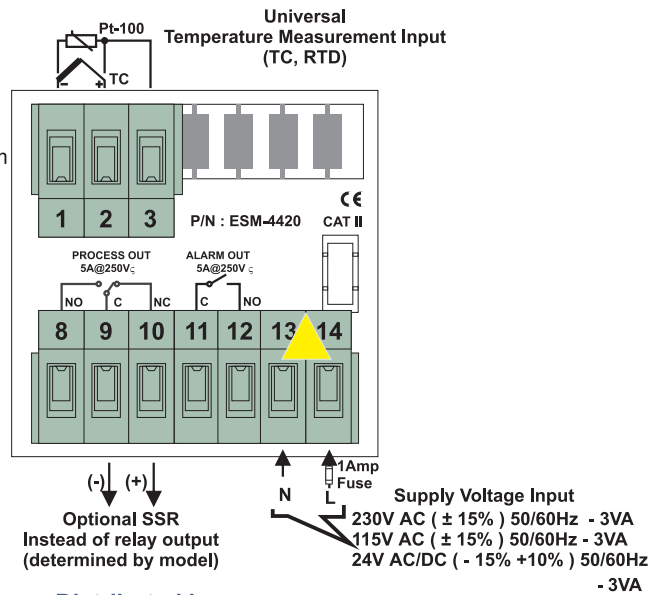 Universal
Temperature Measurement Input
(TC, RTD)
Pt-100
- + TC
1 2 3
P/N : ESM-4420
CE
CAT II
PROCESS OUT
5A@250V
ALARM OUT
5A@250V
NO C NC C NO
8 9 10 11 12 13 14
(-) (+)
Optional SSR
Instead of relay output
(determined by model)
N L
1Amp
Fuse
Supply Voltage Input
230V AC ( ± 15% ) 50/60Hz - 3VA
115V AC ( ± 15% ) 50/60Hz - 3VA
24V AC/DC ( - 15% +10% ) 50/60Hz
- 3VA